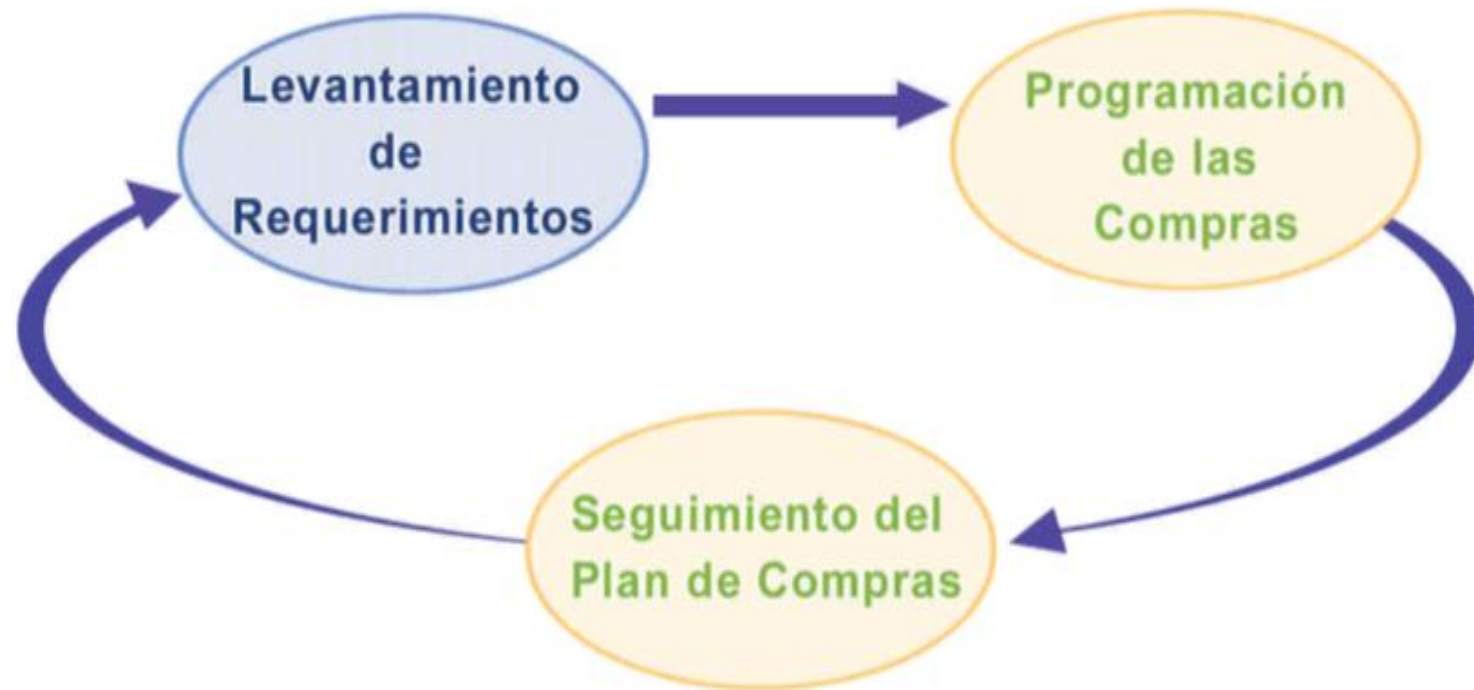 Levantamiento
de
Requerimientos
Programación
de las
Compras
Seguimiento del
Plan de Compras